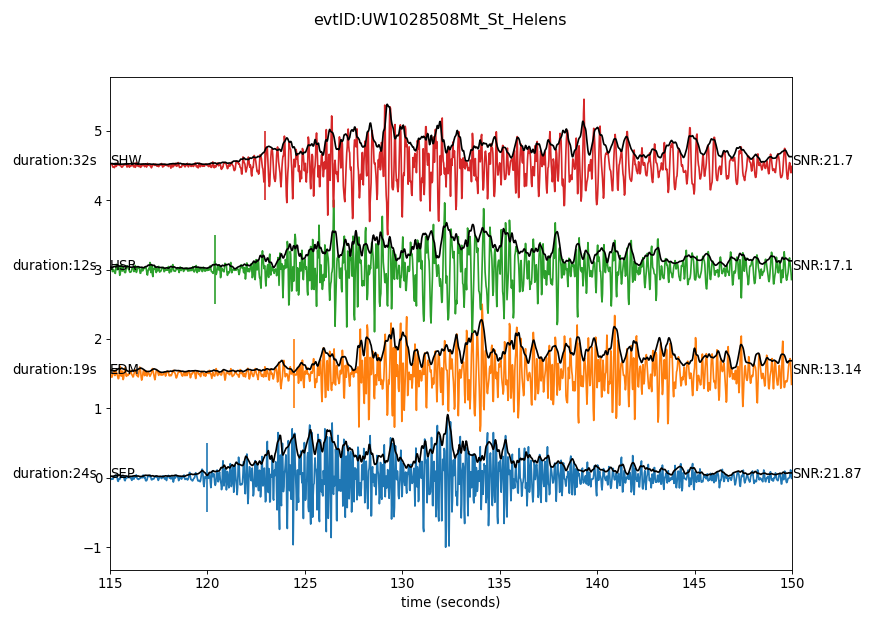 evtID:UW1028508Mt_St_Helens
5
duration:32s SHW SNR:21.7
4
duration:12s HSR SNR:17.1
3
2
duration:19s EDM SNR:13.14
1
duration:24s SEP SNR:21.87
0
−1
115 120 125 130 135 140 145 150
time (seconds)